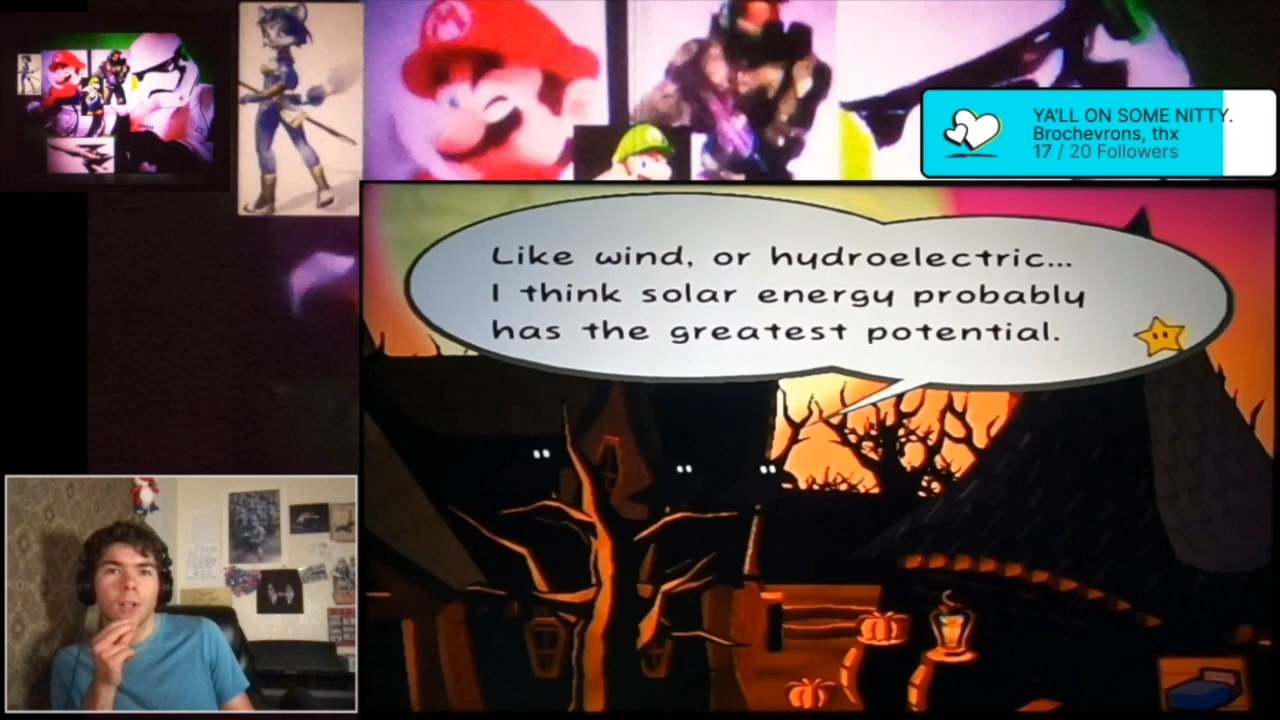 YA'LL ON SOME NITTY.
Brochevrons, thx
17 / 20 Followers
Like wind, or hydroelectric...
I think solar energy probably
has the greatest potential.